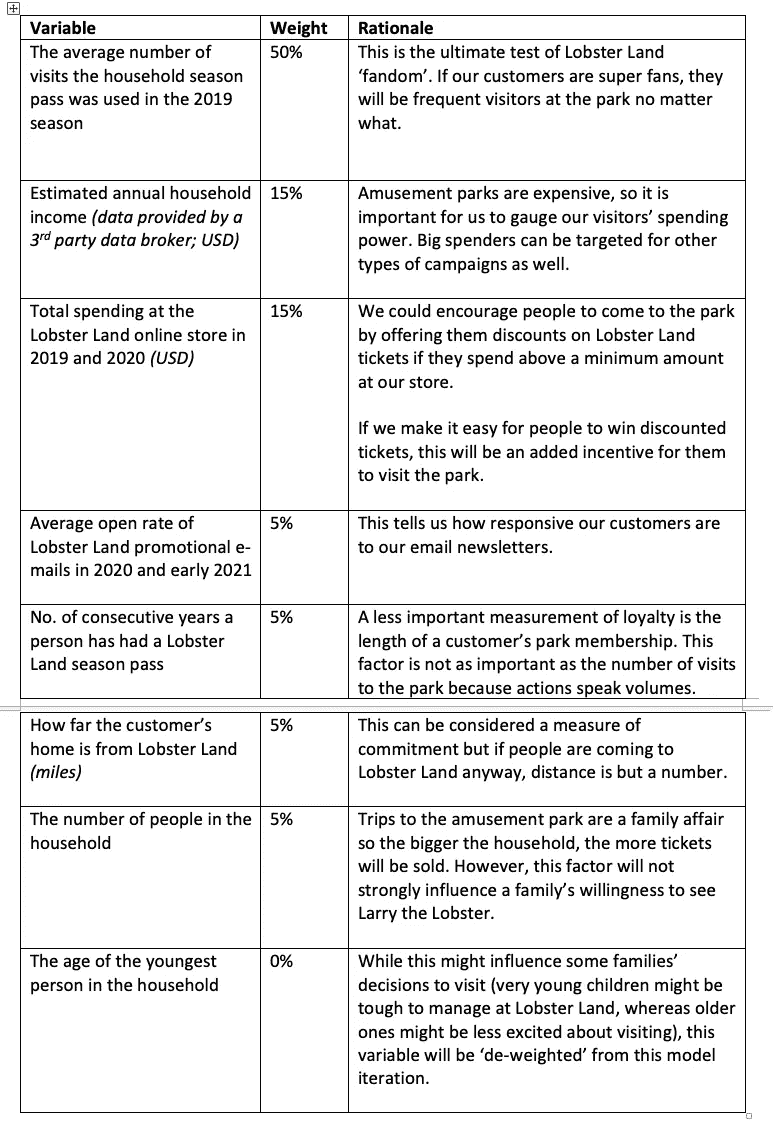 Variable Weight Rationale
The average number of
visits the household season
pass was used in the 2019
season
50%
This is the ultimate test of Lobster Land
‘fandom’. If our customers are super fans, they
will be frequent visitors at the park no matter
what.
Estimated annual household
income (data provided by a
3rd party data broker; USD)
15%
Amusement parks are expensive, so it is
important for us to gauge our visitors’ spending
power. Big spenders can be targeted for other
types of campaigns as well.
Total spending at the
Lobster Land online store in
2019 and 2020 (USD)
15%
We could encourage people to come to the park
by offering them discounts on Lobster Land
tickets if they spend above a minimum amount
at our store.
If we make it easy for people to win discounted
tickets, this will be an added incentive for them
to visit the park.
Average open rate of
Lobster Land promotional e-
mails in 2020 and early 2021
5%
This tells us how responsive our customers are
to our email newsletters.
No. of consecutive years a
person has had a Lobster
Land season pass
5%
A less important measurement of loyalty is the
length of a customer’s park membership. This
factor is not as important as the number of visits
to the park because actions speak volumes.
How far the customer’s
home is from Lobster Land
(miles)
5%
This can be considered a measure of
commitment but if people are coming to
Lobster Land anyway, distance is but a number.
The number of people in the
household
5%
Trips to the amusement park are a family affair
so the bigger the household, the more tickets
will be sold. However, this factor will not
strongly influence a family’s willingness to see
Larry the Lobster.
The age of the youngest
person in the household
0%
While this might influence some families’
decisions to visit (very young children might be
tough to manage at Lobster Land, whereas older
ones might be less excited about visiting), this
variable will be ‘de-weighted’ from this model
iteration.